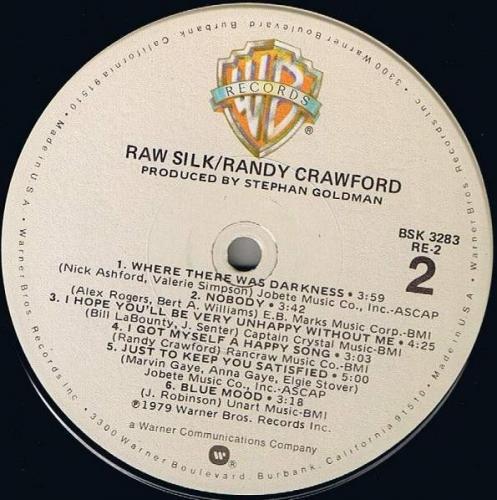 WB
RECORDS
®
RAW SILK/RANDY CRAWFORD
PRODUCED BY STEPHAN GOLDMAN
BSK 3283
RE-2
2
1. WHERE THERE WAS DARKNESS • 3:59
(Nick Ashford, Valerie Simpson) Jobete Music Co., Inc.-ASCAP
2. NOBODY • 3:42
(Alex Rogers, Bert A. Williams) E.B. Marks Music Corp.-BMI
3. I HOPE YOU'LL BE VERY UNHAPPY WITHOUT ME • 4:25
(Bill LaBounty, J. Senter) Captain Crystal Music-BMI
4. I GOT MYSELF A HAPPY SONG • 3:03
(Randy Crawford) Rancraw Music Co.-BMI
5. JUST TO KEEP YOU SATISFIED • 5:00
(Marvin Gaye, Anna Gaye, Elgie Stover)
Jobete Music Co., Inc.-ASCAP
6. BLUE MOOD • 3:18
(J. Robinson) Unart Music-BMI
℗1979 Warner Bros. Records Inc.
a Warner Communications Company
W ®
3300 Warner Boulevard, Burbank, California 91510 • Made in U.S.A. • Warner Bros. Records Inc. • 3300 Warner Boulevard, Burbank, California 91510 • Made in U.S.A. • Warner Bros. Records Inc. •